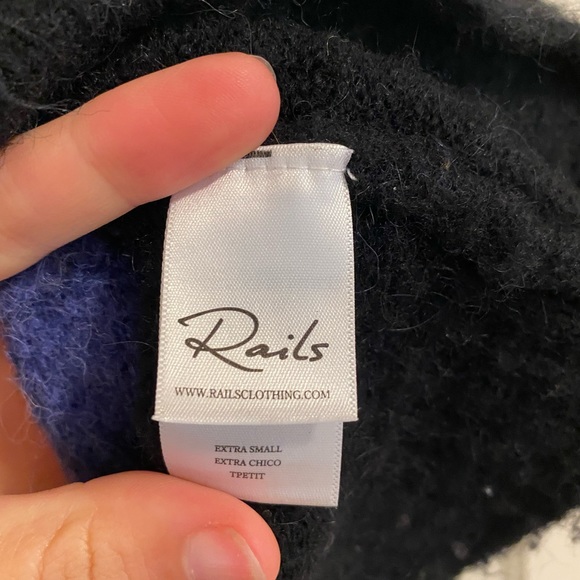 Rails
WWW.RAILSCLOTHING.COM
EXTRA SMALL
EXTRA CHICO
TPETIT